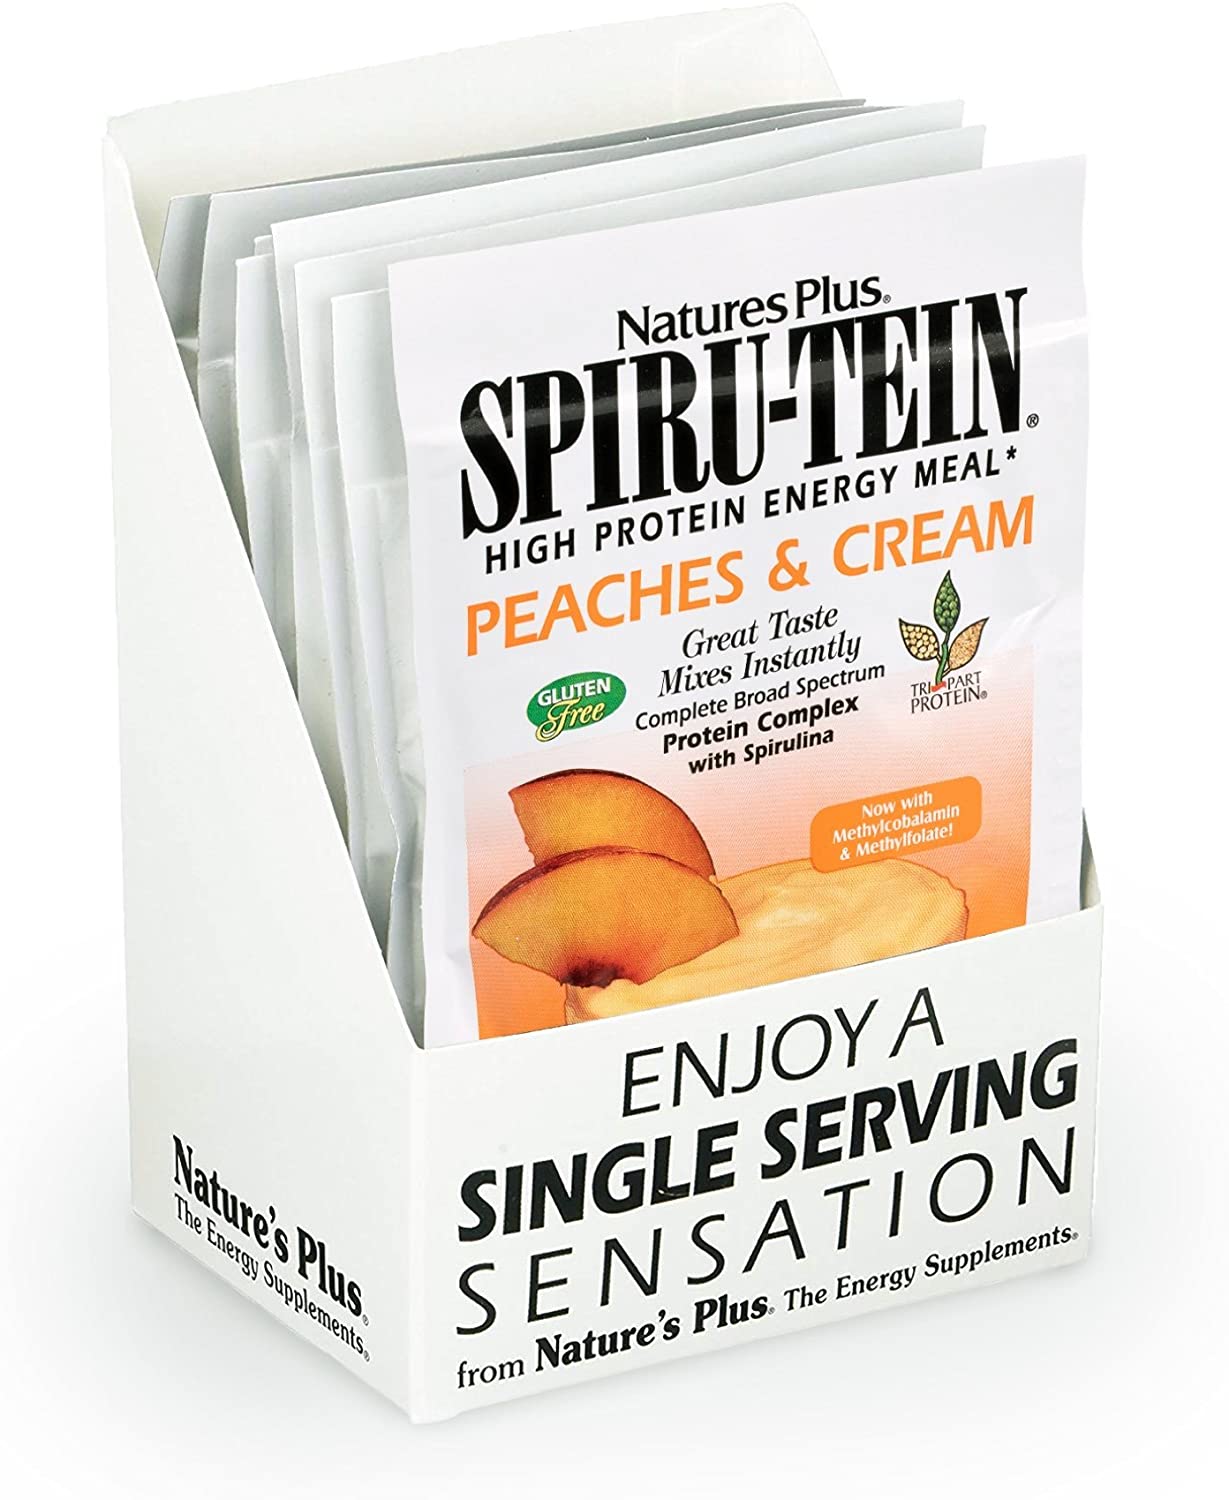 Natures Plus®
SPIRU-TEIN®
HIGH PROTEIN ENERGY MEAL*
PEACHES & CREAM
Great Taste
Mixes Instantly
Complete Broad Spectrum
Protein Complex
with Spirulina
GLUTEN
Free
TRI PART
PROTEIN®
Now with
Methylcobalamin
& Methylfolate!
ENJOY A
SINGLE SERVING
SENSATION
from Nature's Plus® The Energy Supplements®
Nature's Plus®
The Energy Supplements®